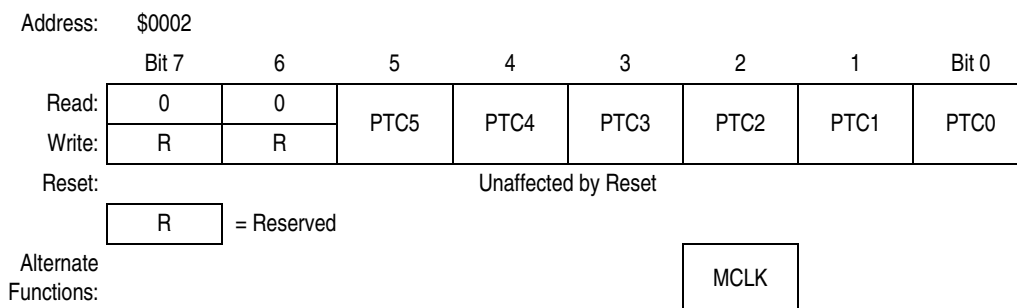 Address: $0002
Bit 7 6 5 4 3 2 1 Bit 0
Read: 0 0 PTC5 PTC4 PTC3 PTC2 PTC1 PTC0
Write: R R
Reset: Unaffected by Reset
R = Reserved
Alternate
Functions: MCLK